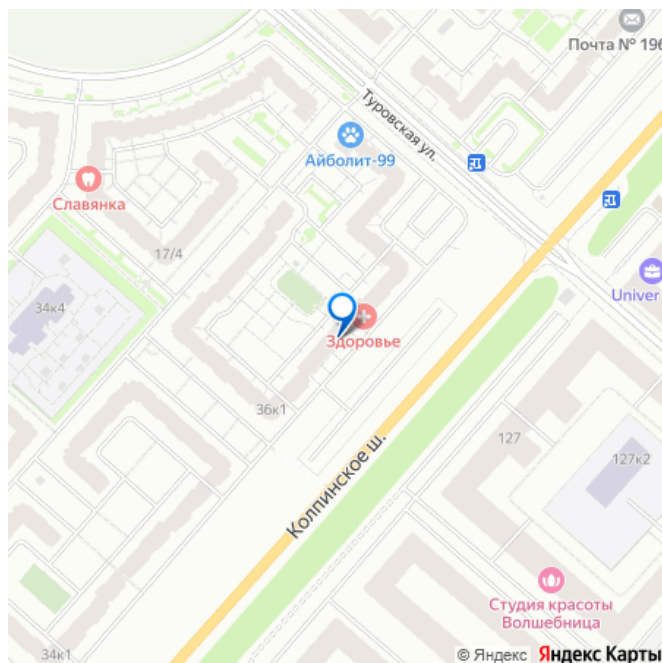 Почта № 196
Туровская ул.
Айболит-99
Славянка
17/4
Univer
34к4
Здоровье
36к1
127
127к2
Колпинское ш.
Студия красоты
Волшебница
34к1
© Яндекс Яндекс Карты